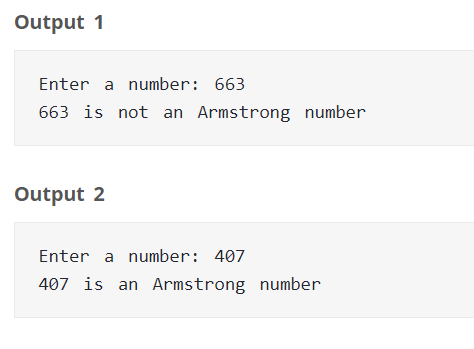 Output 1
Enter a number: 663
663 is not an Armstrong number
Output 2
Enter a number: 407
407 is an Armstrong number